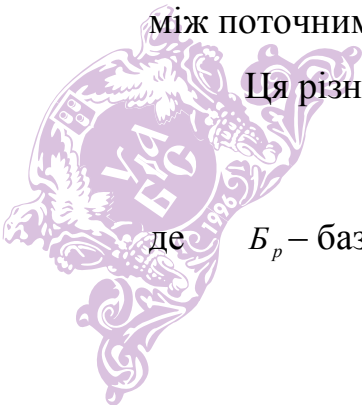 між поточним
Ця різн
УАБС
1996
де Б_р – баз